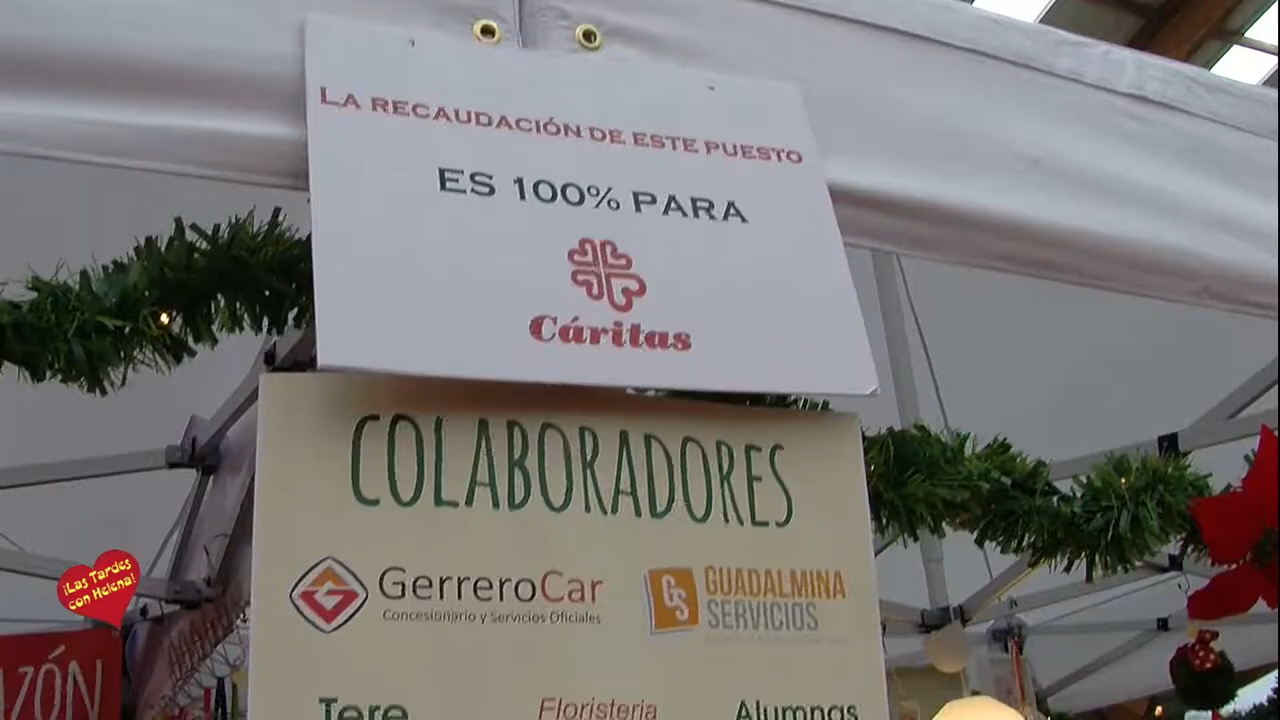 LA RECAUDACIÓN DE ESTE PUESTO
ES 100% PARA
Cáritas
COLABORADORES
GerreroCar
Concesionario y Servicios Oficiales
GS GUADALMINA
SERVICIOS
¡Las Tardes
con Helena!
Tere
Floristeria
Alumnas